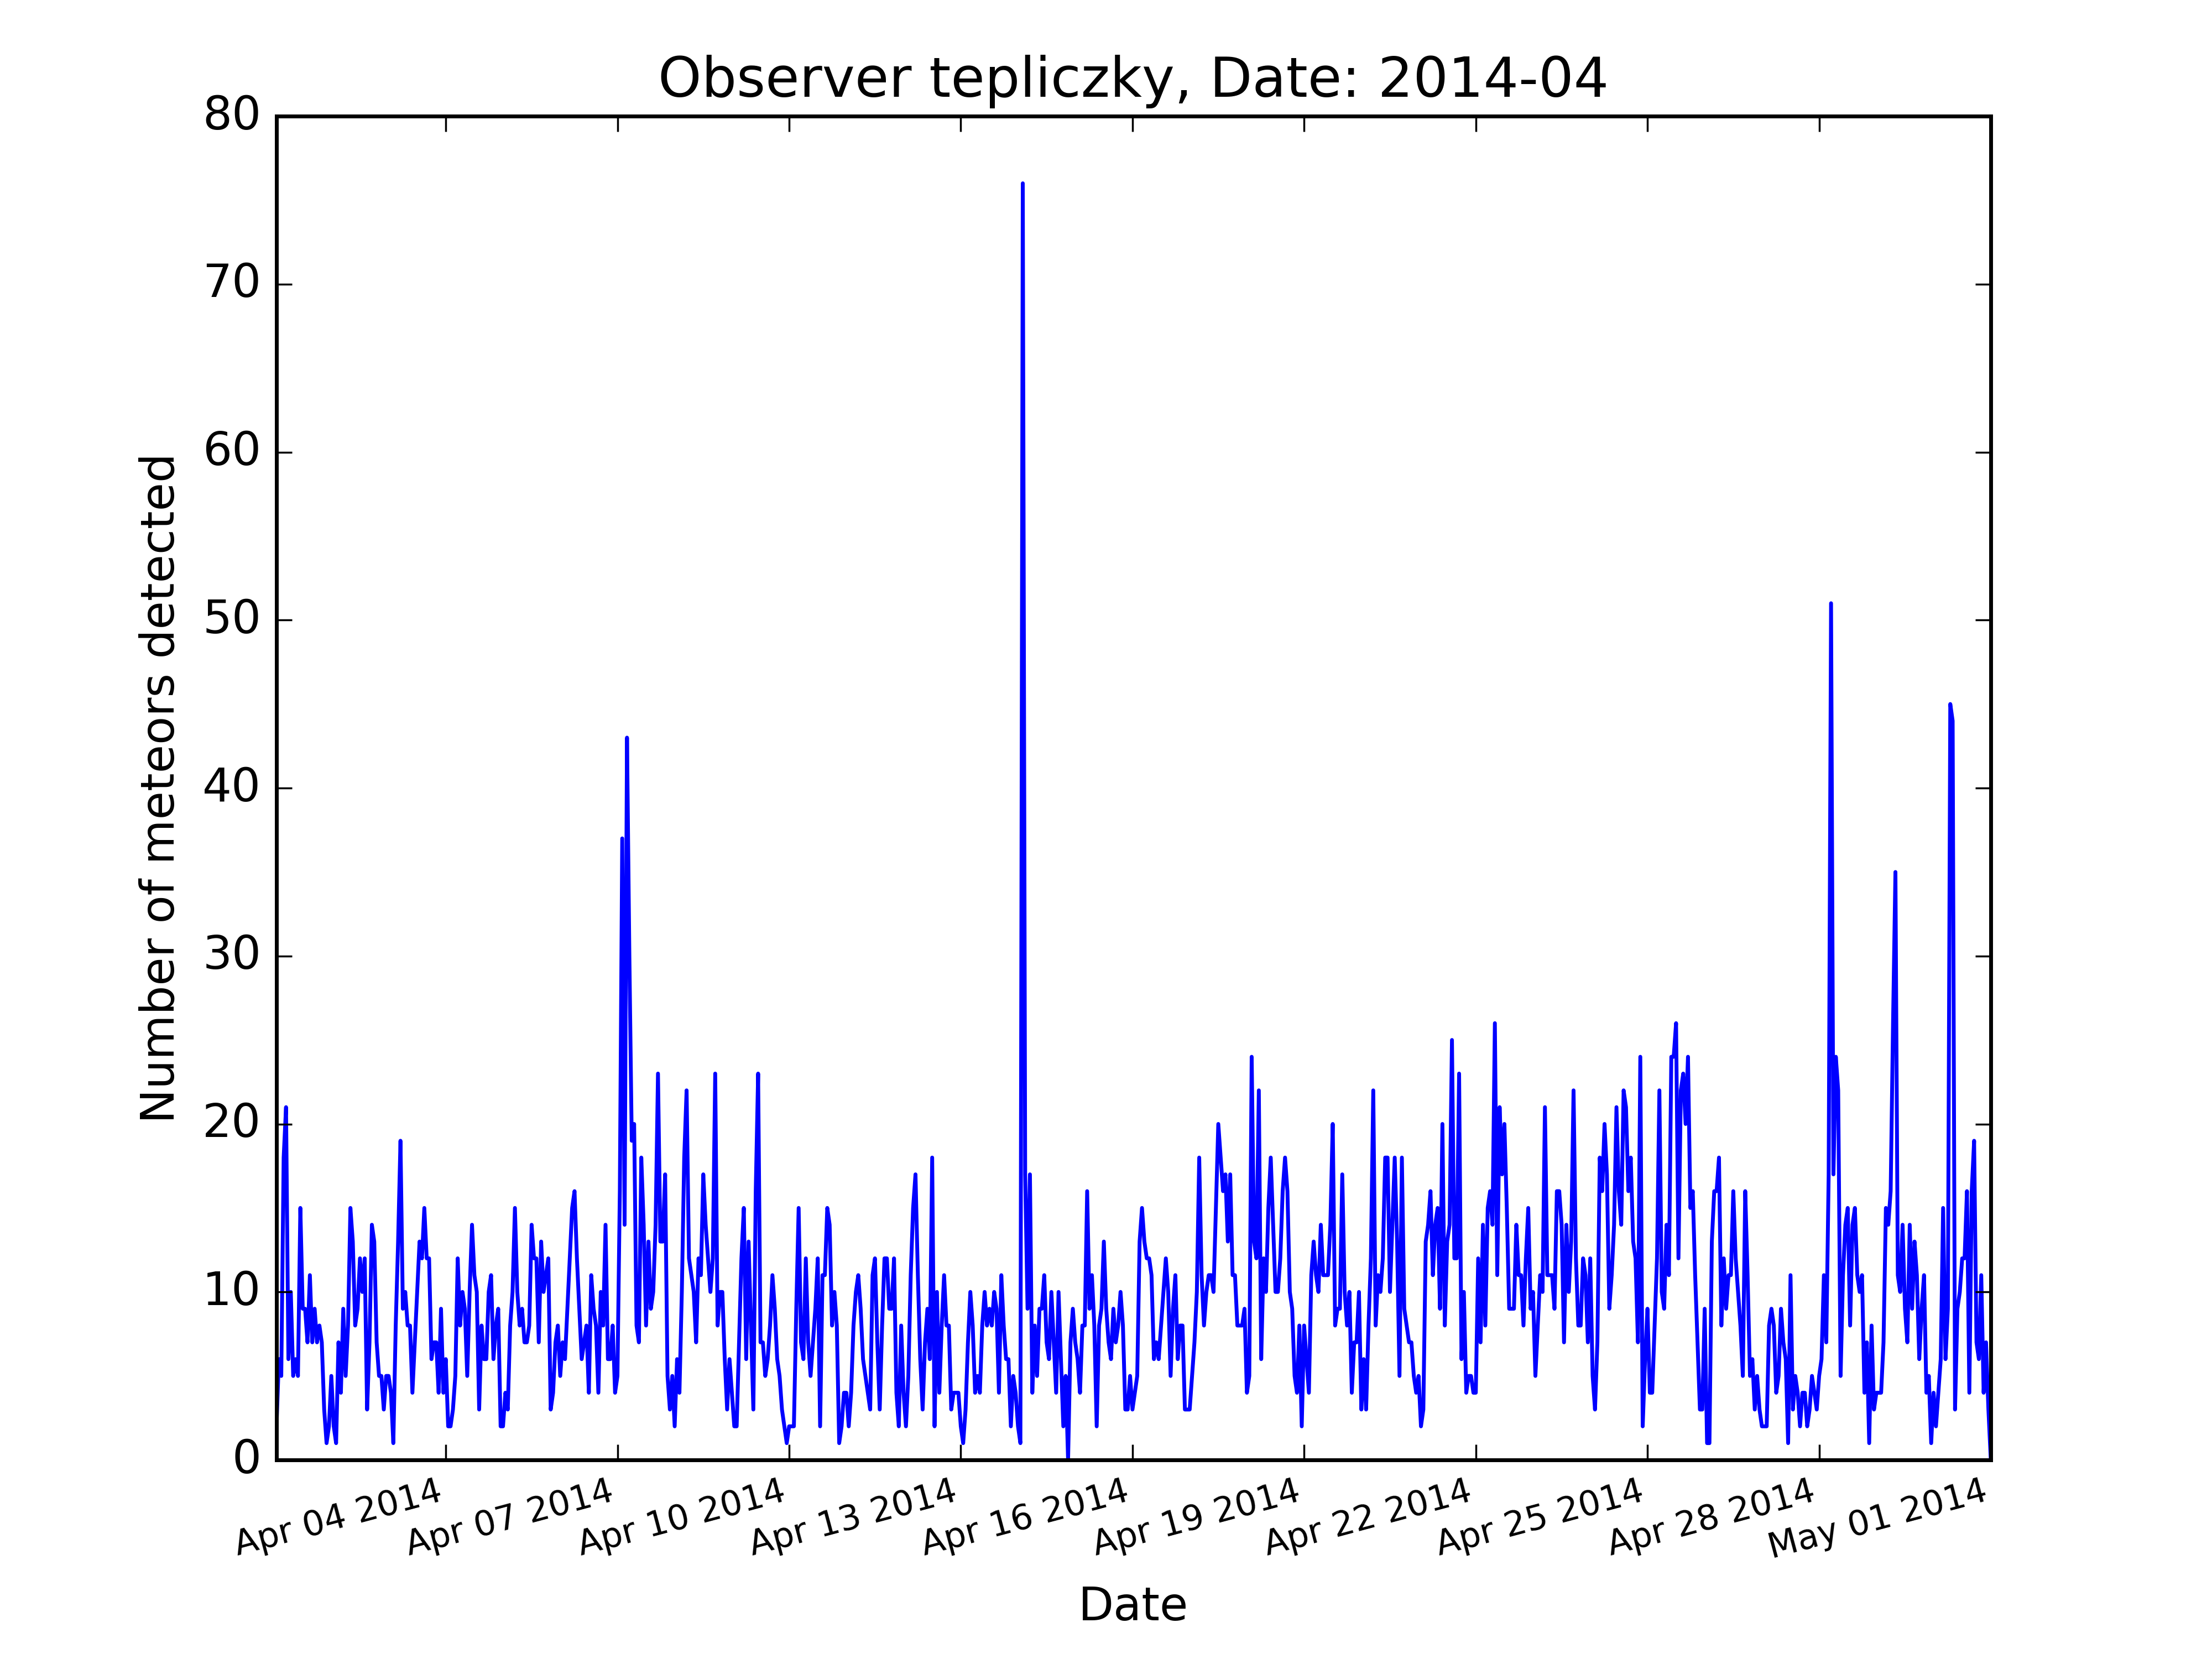 Observer tepliczky, Date: 2014-04
Number of meteors detected
80
70
60
50
40
30
20
10
0
Apr 04 2014
Apr 07 2014
Apr 10 2014
Apr 13 2014
Apr 16 2014
Apr 19 2014
Apr 22 2014
Apr 25 2014
Apr 28 2014
May 01 2014
Date